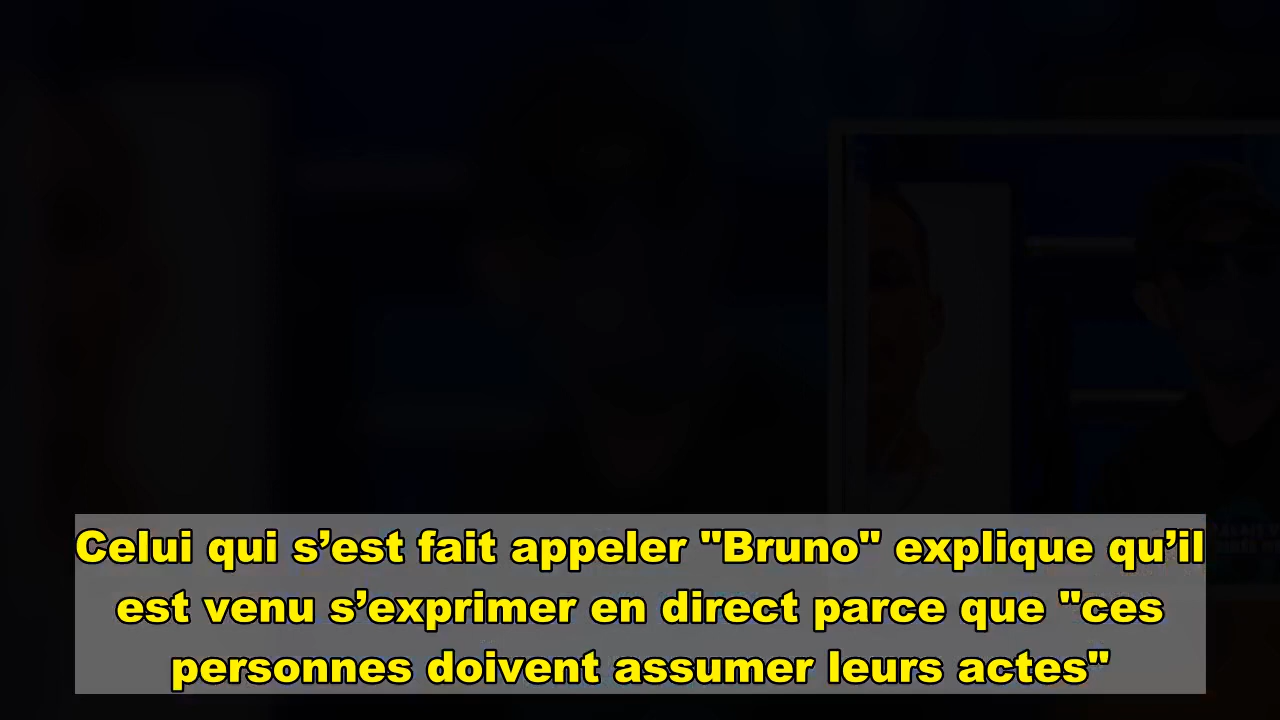 Celui qui s’est fait appeler "Bruno" explique qu’il
est venu s’exprimer en direct parce que "ces
personnes doivent assumer leurs actes"